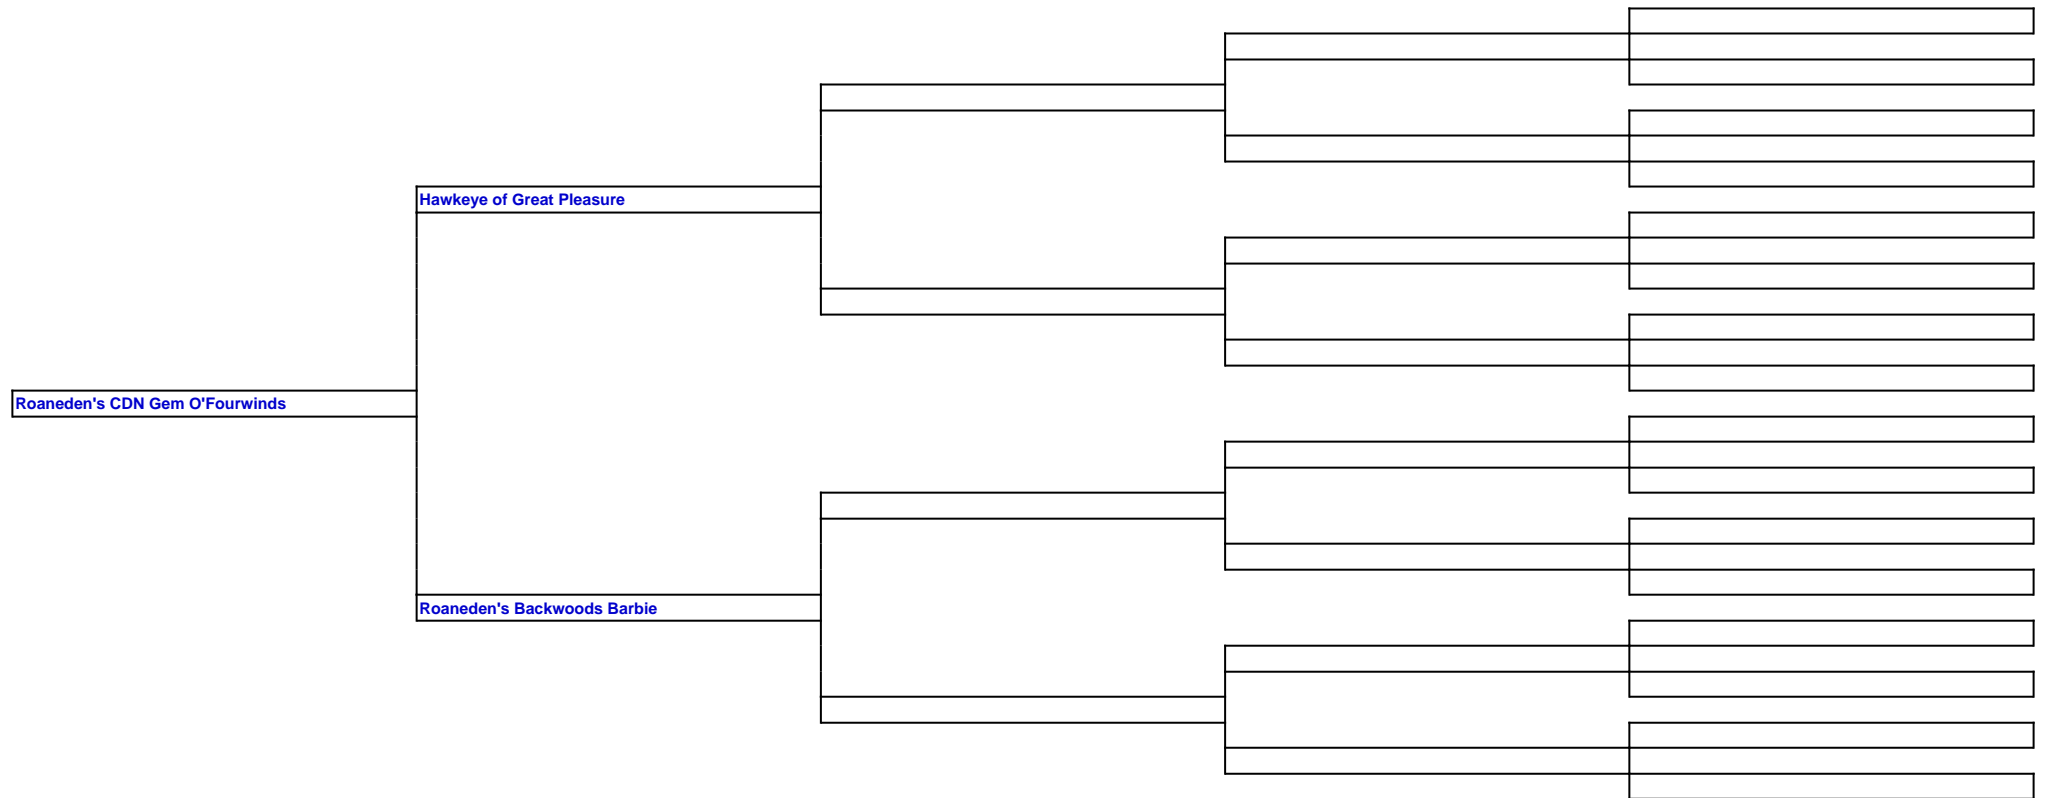 Hawkeye of Great Pleasure
Roaneden's CDN Gem O'Fourwinds
Roaneden's Backwoods Barbie